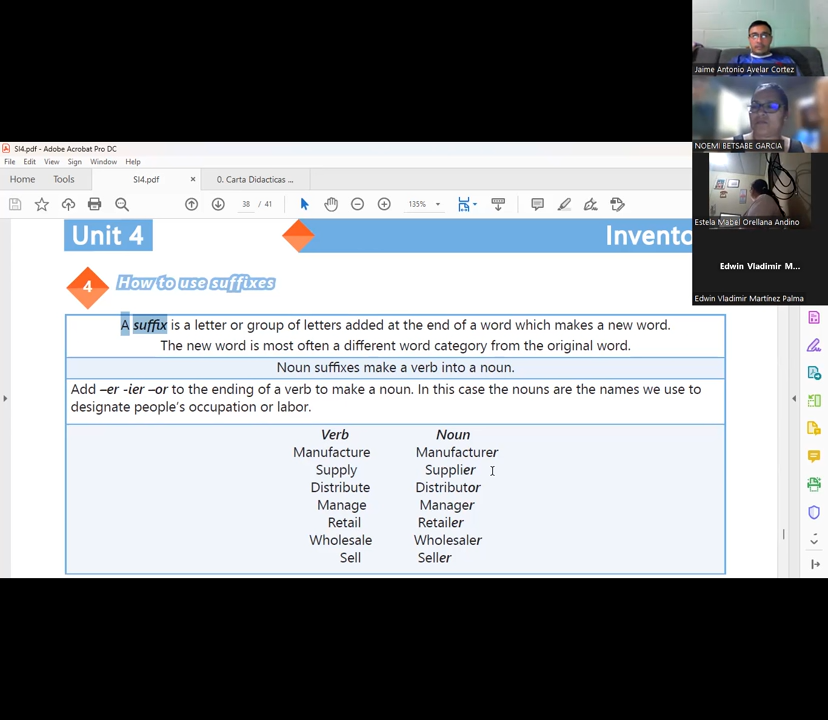 Jaime Antonio Avelar Cortez
NOEMI BETSABE GARCIA
Estela Mabel Orellana Andino
Edwin Vladimir M...
Edwin Vladimir Martínez Palma
SI4.pdf - Adobe Acrobat Pro DC
File Edit View Sign Window Help
Home Tools SI4.pdf × 0. Carta Didacticas ...
38 / 41 135%
Unit 4
Invento
4 How to use suffixes
A suffix is a letter or group of letters added at the end of a word which makes a new word.
The new word is most often a different word category from the original word.
Noun suffixes make a verb into a noun.
Add –er -ier –or to the ending of a verb to make a noun. In this case the nouns are the names we use to
designate people's occupation or labor.
Verb Noun
Manufacture Manufacturer
Supply Supplier
Distribute Distributor
Manage Manager
Retail Retailer
Wholesale Wholesaler
Sell Seller